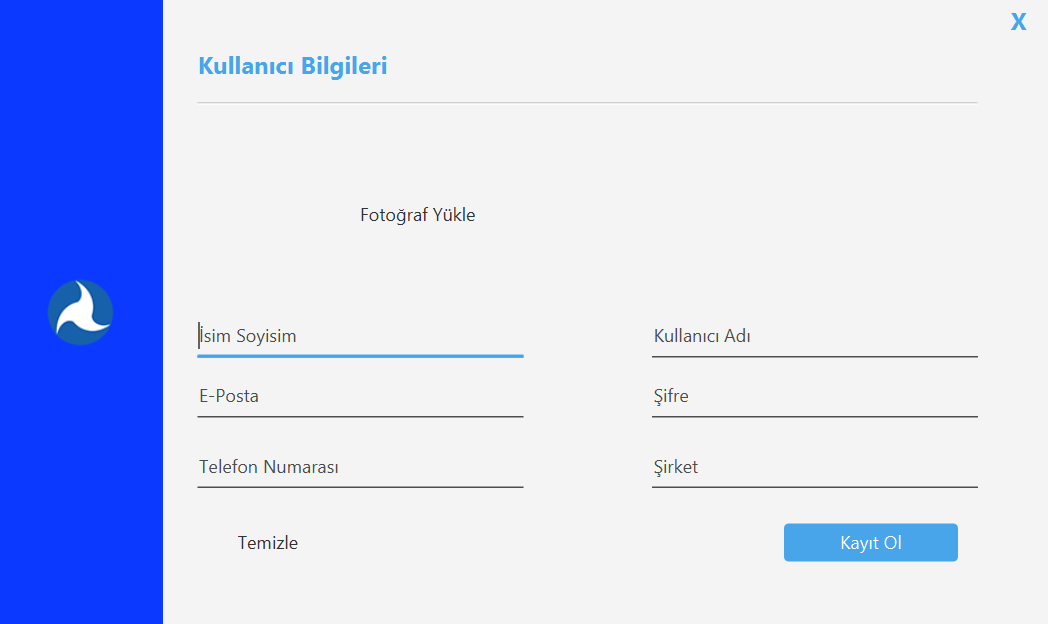 X
Kullanıcı Bilgileri
Fotoğraf Yükle
İsim Soyisim
Kullanıcı Adı
E-Posta
Şifre
Telefon Numarası
Şirket
Temizle
Kayıt Ol